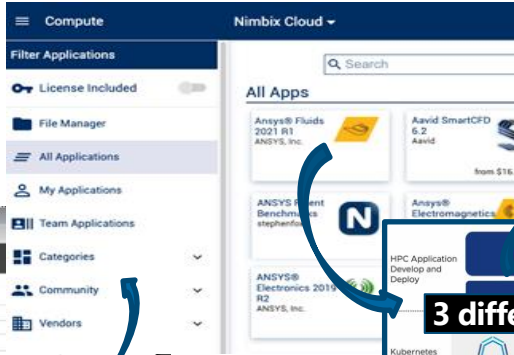 Compute
Nimbix Cloud
Filter Applications
License Included
File Manager
All Applications
My Applications
Team Applications
Categories
Community
Vendors
Search
All Apps
Ansys® Fluids
2021 R1
ANSYS, Inc.
Aavid SmartCFD
6.2
Aavid
from $16.
ANSYS
Benchmarks
N
Ansys®
Electromagnetics
ANSYS®
Electronics 2019
R2
ANSYS, Inc.
HPC Application
Develop and
Deploy
3 diffe
Kubernetes